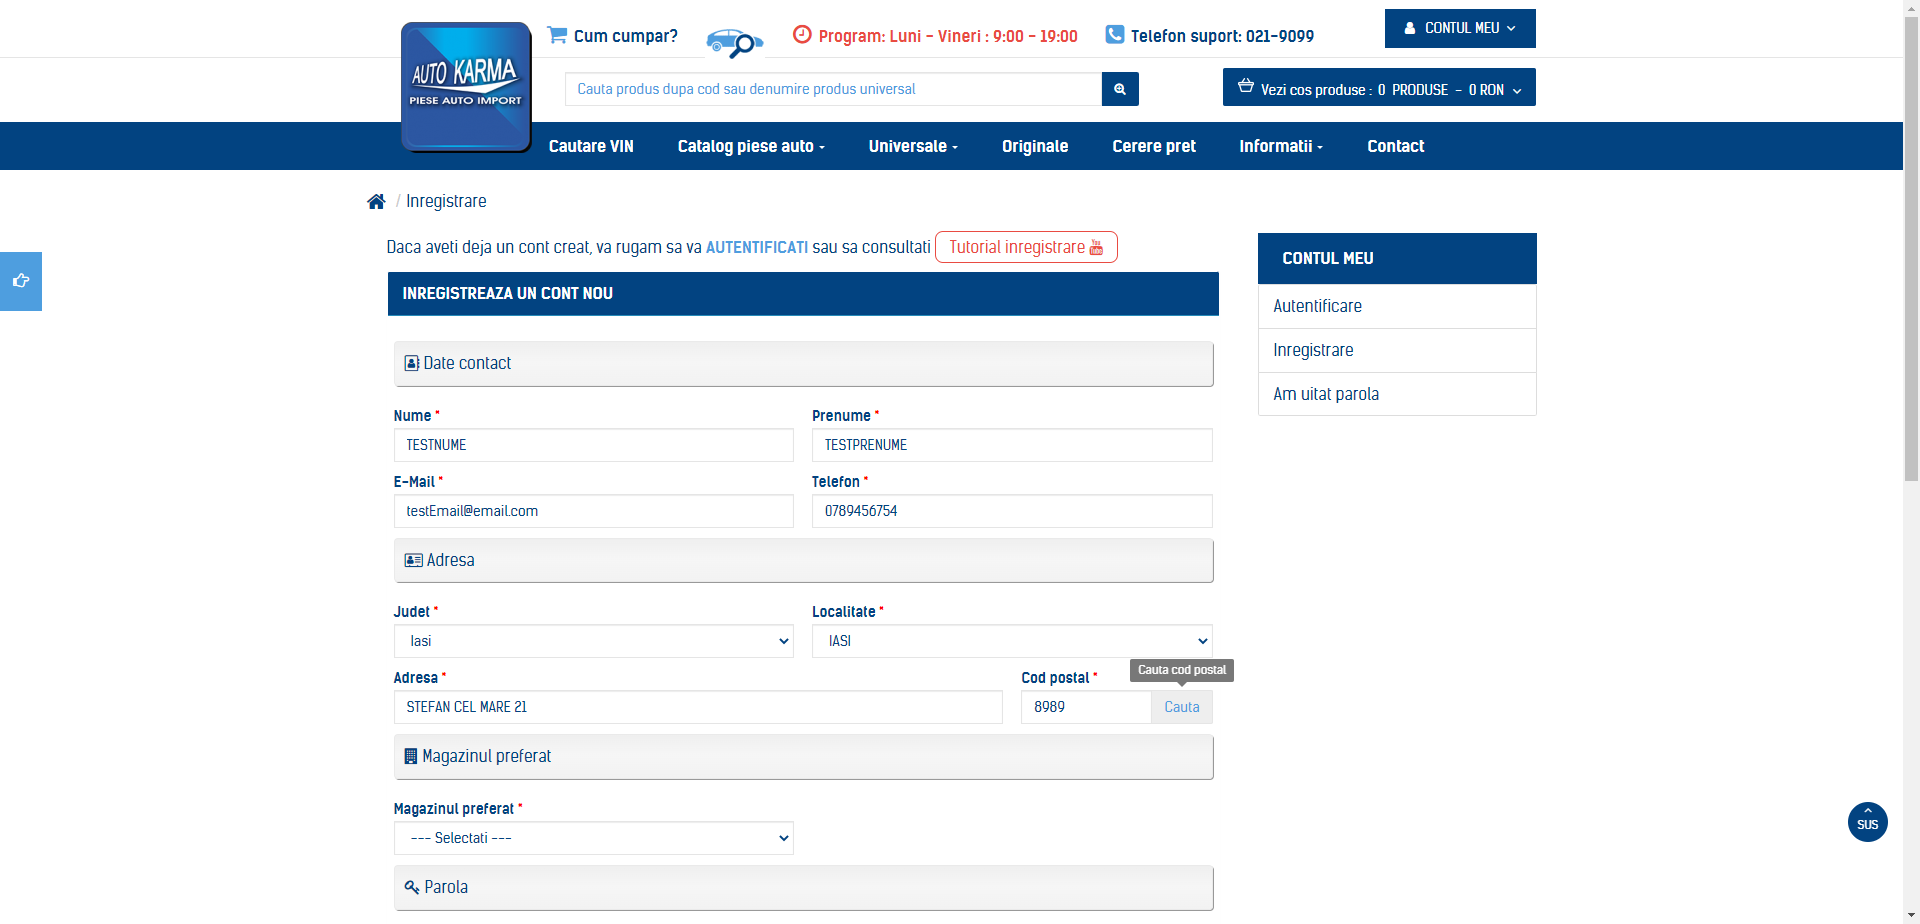 Cum cumpar?
Program: Luni - Vineri : 9:00 - 19:00
Telefon suport: 021-9099
CONTUL MEU
AUTO KARMA
PIESE AUTO IMPORT
Cauta produs dupa cod sau denumire produs universal
Vezi cos produse : 0 PRODUSE - 0 RON
Cautare VIN
Catalog piese auto
Universale
Originale
Cerere pret
Informatii
Contact
/ Inregistrare
Daca aveti deja un cont creat, va rugam sa va AUTENTIFICATI sau sa consultati Tutorial inregistrare You Tube
INREGISTREAZA UN CONT NOU
Date contact
Nume *
Prenume *
TESTNUME
TESTPRENUME
E-Mail *
Telefon *
testEmail@email.com
0789456754
Adresa
Judet *
Localitate *
Iasi
IASI
Cauta cod postal
Adresa *
Cod postal *
STEFAN CEL MARE 21
8989
Cauta
Magazinul preferat
Magazinul preferat *
--- Selectati ---
Parola
CONTUL MEU
Autentificare
Inregistrare
Am uitat parola
SUS